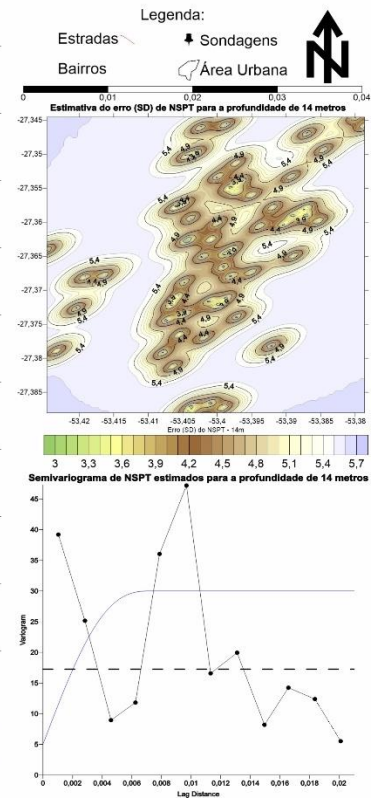 Legenda:
Estradas
Sondagens
Bairros
Área Urbana
N
0 0,01 0,02 0,03 0,04
Estimativa do erro (SD) de NSPT para a profundidade de 14 metros
-27,345
-27,35
-27,355
-27,36
-27,365
-27,37
-27,375
-27,38
-27,385
-53,42 -53,415 -53,41 -53,405 -53,4 -53,395 -53,39 -53,385 -53,38
Erro (SD) de NSPT - 14m
3 3,3 3,6 3,9 4,2 4,5 4,8 5,1 5,4 5,7
Semivariograma de NSPT estimados para a profundidade de 14 metros
45
40
35
30
25
20
15
10
5
0
Variogram
0 0,002 0,004 0,006 0,008 0,01 0,012 0,014 0,016 0,018 0,02
Lag Distance